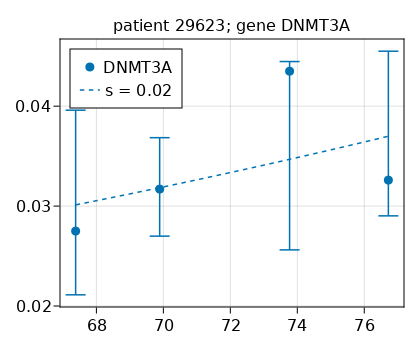 patient 29623; gene DNMT3A
DNMT3A
s = 0.02
0.04
0.03
0.02
68
70
72
74
76